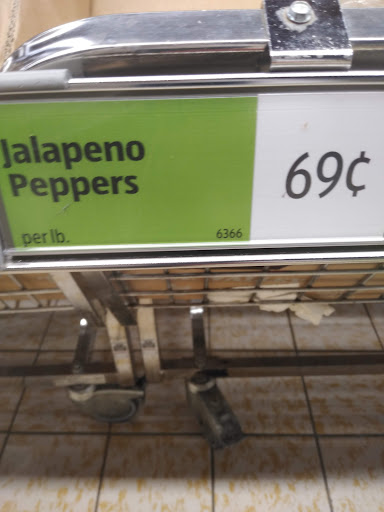 Jalapeno
Peppers
69¢
per lb.
6366